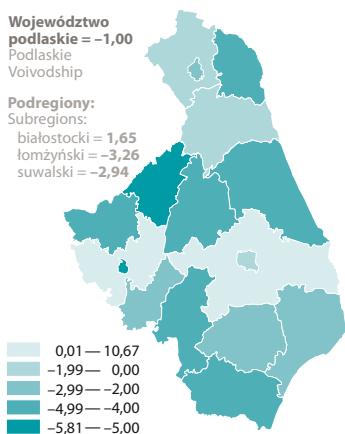 Województwo
podlaskie = –1,00
Podlaskie
Voivodship
Podregiony:
Subregions:
białostocki = 1,65
łomżyński = –3,26
suwalski = –2,94
0,01 — 10,67
–1,99 — 0,00
–2,99 — –2,00
–4,99 — –4,00
–5,81 — –5,00